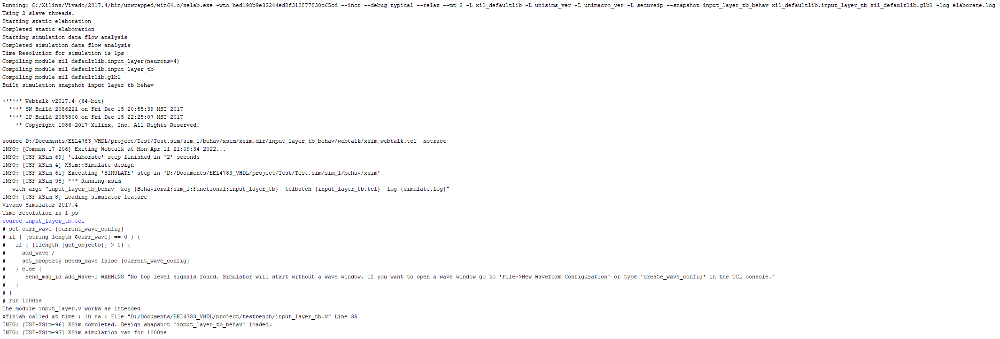 Running: C:/Xilinx/Vivado/2017.4/bin/unwrapped/win64.o/xelab.exe -wto bed198b9e32244ed8f310877830c65cd --incr --debug typical --relax --mt 2 -L xil_defaultlib -L unisims_ver -L unimacro_ver -L secureip --snapshot input_layer_tb_behav xil_defaultlib.input_layer_tb xil_defaultlib.glbl -log elaborate.log
Using 2 slave threads.
Starting static elaboration
Completed static elaboration
Starting simulation data flow analysis
Completed simulation data flow analysis
Time Resolution for simulation is 1ps
Compiling module xil_defaultlib.input_layer(neurons=4)
Compiling module xil_defaultlib.input_layer_tb
Compiling module xil_defaultlib.glbl
Built simulation snapshot input_layer_tb_behav

****** Webtalk v2017.4 (64-bit)
  **** SW Build 2086221 on Fri Dec 15 20:55:39 MST 2017
  **** IP Build 2085800 on Fri Dec 15 22:25:07 MST 2017
    ** Copyright 1986-2017 Xilinx, Inc. All Rights Reserved.

source D:/Documents/EEL4783_VHDL/project/Test/Test.sim/sim_1/behav/xsim/xsim.dir/input_layer_tb_behav/webtalk/xsim_webtalk.tcl -notrace
INFO: [Common 17-206] Exiting Webtalk at Mon Apr 11 21:09:34 2022...
INFO: [USF-XSim-69] 'elaborate' step finished in '2' seconds
INFO: [USF-XSim-4] XSim::Simulate design
INFO: [USF-XSim-61] Executing 'SIMULATE' step in 'D:/Documents/EEL4783_VHDL/project/Test/Test.sim/sim_1/behav/xsim'
INFO: [USF-XSim-98] *** Running xsim
   with args "input_layer_tb_behav -key {Behavioral:sim_1:Functional:input_layer_tb} -tclbatch {input_layer_tb.tcl} -log {simulate.log}"
INFO: [USF-XSim-8] Loading simulator feature
Vivado Simulator 2017.4
Time resolution is 1 ps
source input_layer_tb.tcl
# set curr_wave [current_wave_config]
# if { [string length $curr_wave] == 0 } {
#   if { [llength [get_objects]] > 0} {
#     add_wave /
#     set_property needs_save false [current_wave_config]
#   } else {
#      send_msg_id Add_Wave-1 WARNING "No top level signals found. Simulator will start without a wave window. If you want to open a wave window go to 'File->New Waveform Configuration' or type 'create_wave_config' in the TCL console."
#   }
# }
# run 1000ns
The module input_layer.v works as intended
$finish called at time : 10 ns : File "D:/Documents/EEL4783_VHDL/project/testbench/input_layer_tb.v" Line 35
INFO: [USF-XSim-96] XSim completed. Design snapshot 'input_layer_tb_behav' loaded.
INFO: [USF-XSim-97] XSim simulation ran for 1000ns